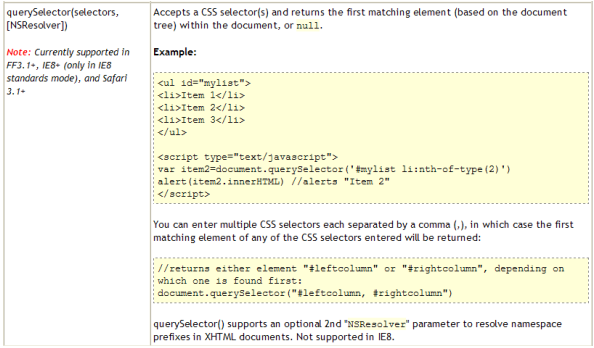 querySelector(selectors,
[NSResolver])
Note: Currently supported in
FF3.1+, IE8+ (only in IE8
standards mode), and Safari
3.1+
Accepts a CSS selector(s) and returns the first matching element (based on the document
tree) within the document, or null.
Example:
<ul id="mylist">
<li>Item 1</li>
<li>Item 2</li>
<li>Item 3</li>
</ul>
<script type="text/javascript">
var item2=document.querySelector('#mylist li:nth-of-type(2)')
alert(item2.innerHTML) //alerts "Item 2"
</script>
You can enter multiple CSS selectors each separated by a comma (,), in which case the first
matching element of any of the CSS selectors entered will be returned:
//returns either element "#leftcolumn" or "#rightcolumn", depending on
which one is found first:
document.querySelector("#leftcolumn, #rightcolumn")
querySelector() supports an optional 2nd "NSResolver" parameter to resolve namespace
prefixes in XHTML documents. Not supported in IE8.